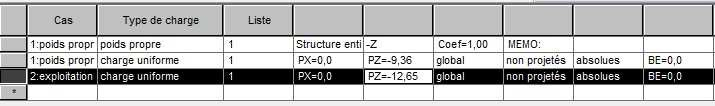 Cas Type de charge Liste
1:poids propr poids propre 1 Structure enti -Z Coef=1,00 MEMO:
1:poids propr charge uniforme 1 PX=0,0 PZ=-9,36 global non projetés absolues BE=0,0
2:exploitation charge uniforme 1 PX=0,0 PZ=-12,65 global non projetés absolues BE=0,0
*